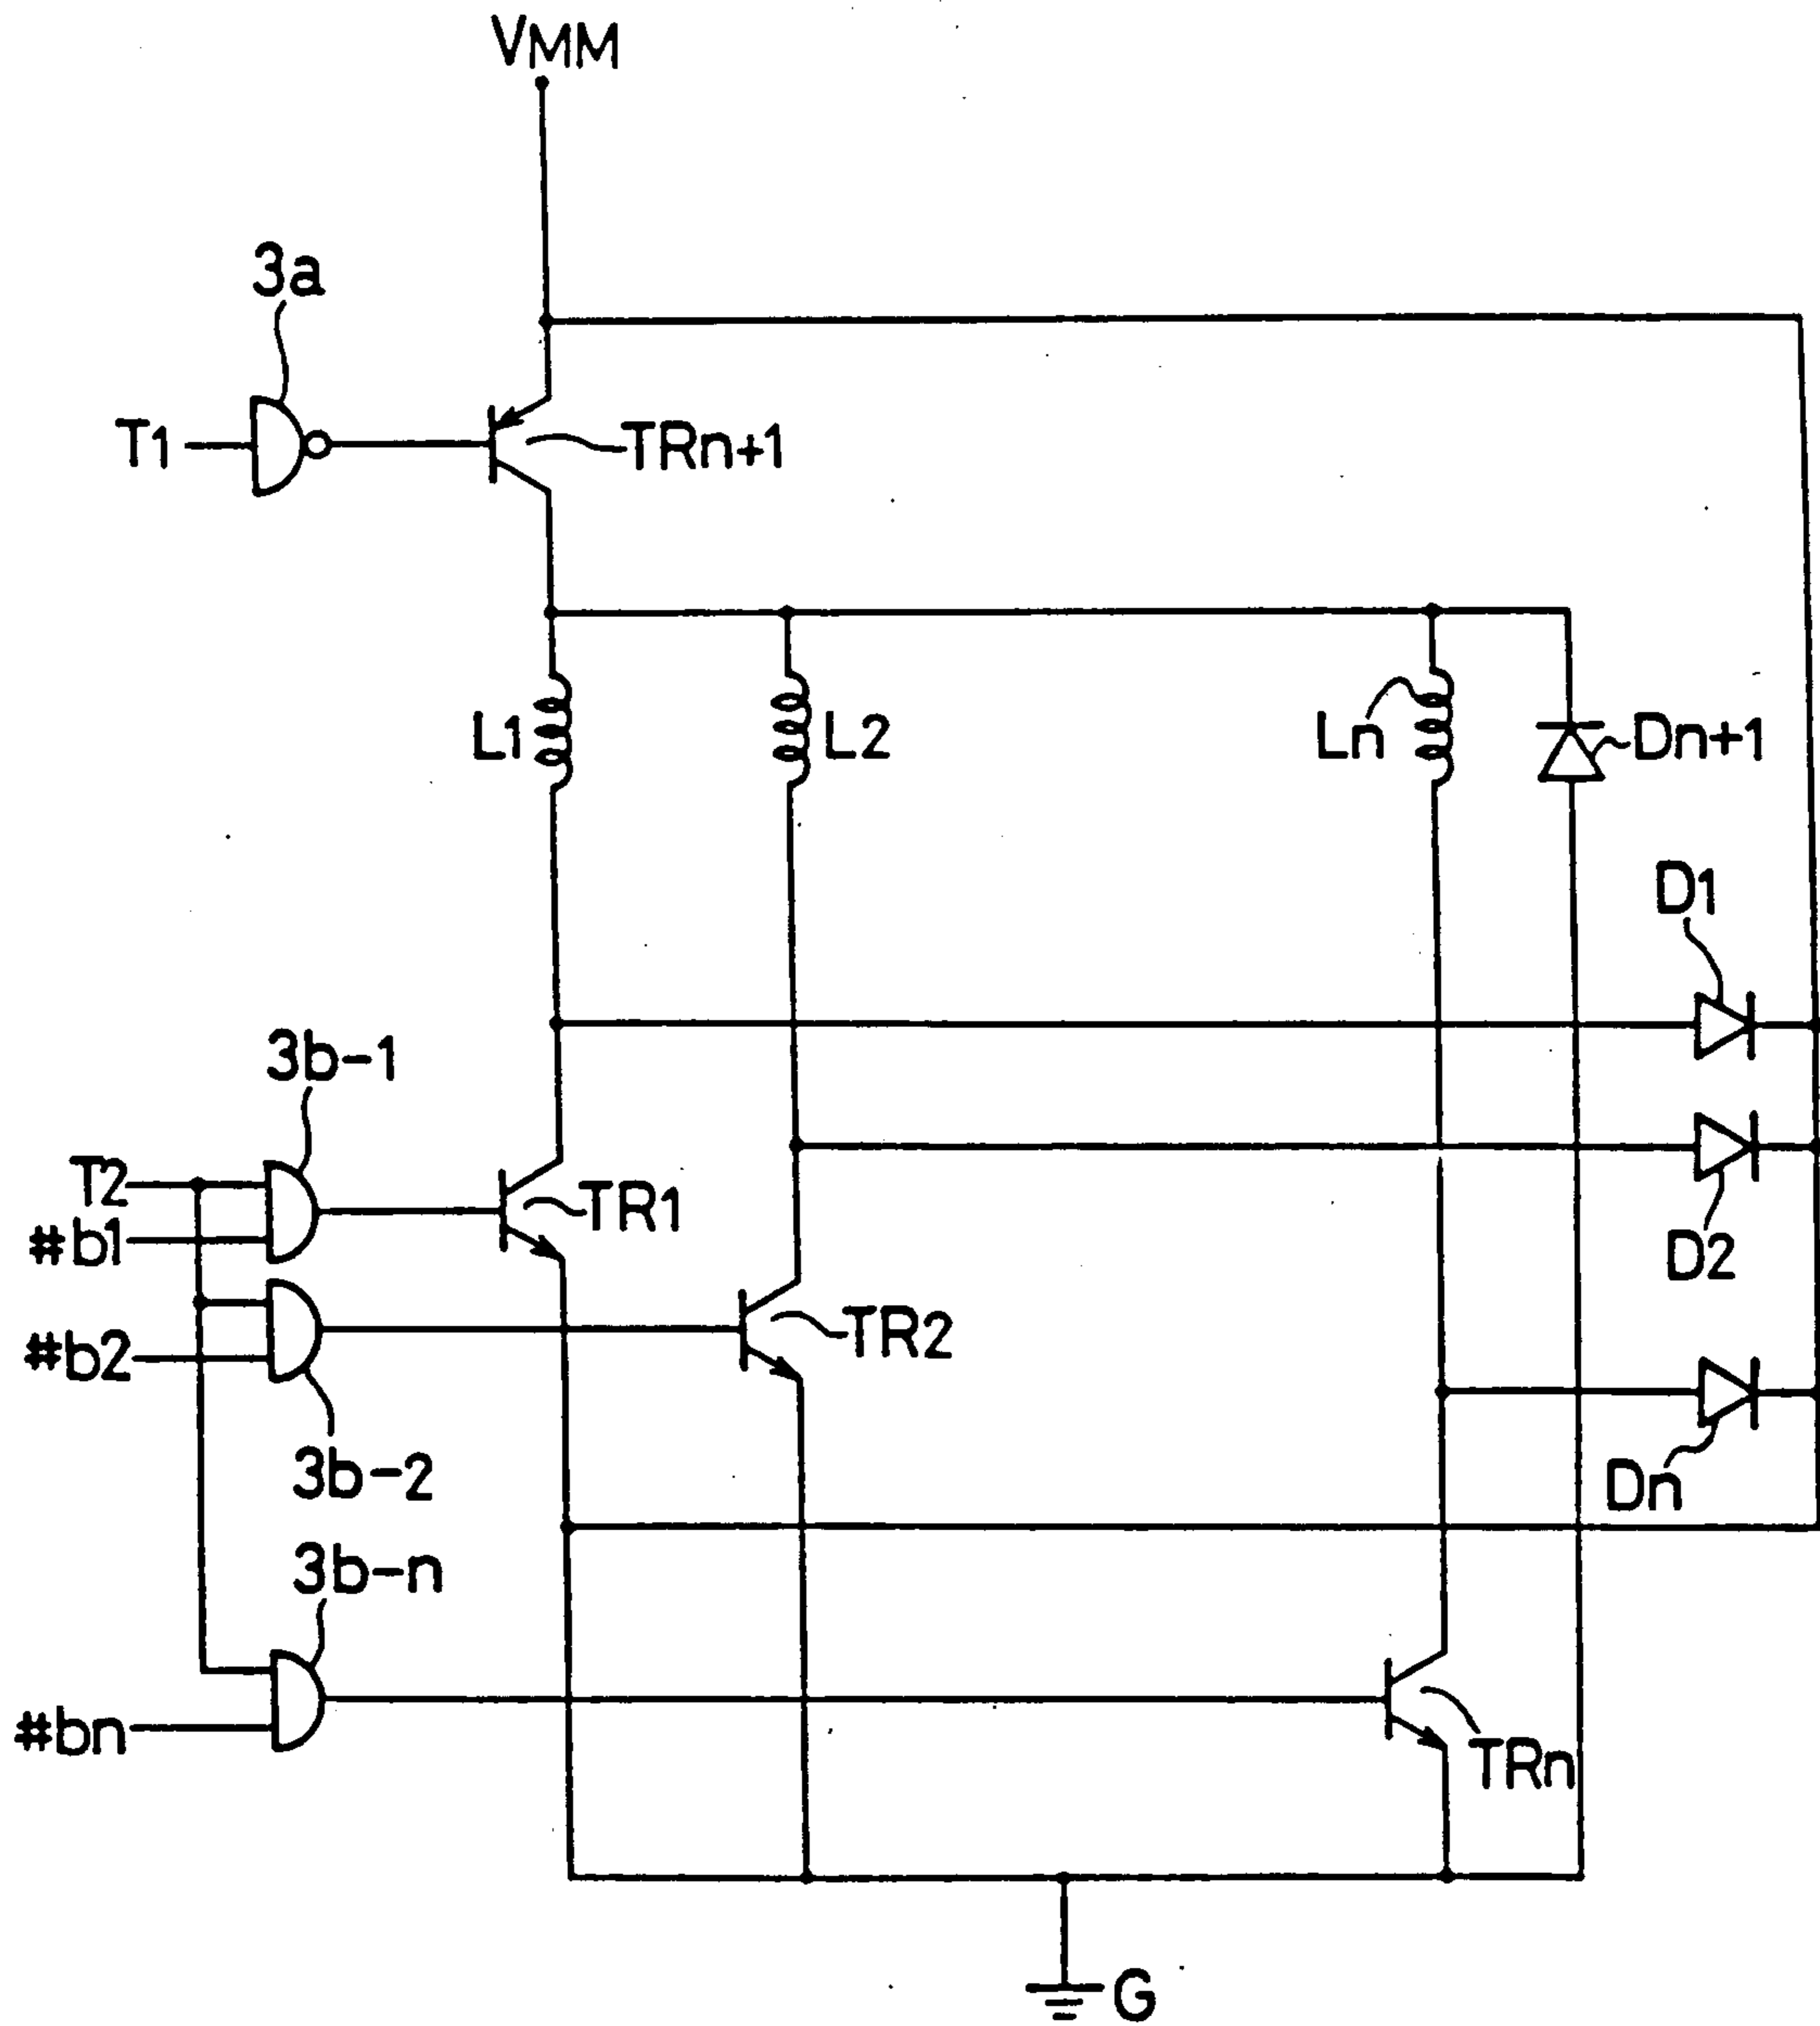 VMM
3a
T1
TRn+1
L1
L2
Ln
Dn+1
D1
3b-1
T2
TR1
#b1
D2
TR2
#b2
3b-2
Dn
3b-n
#bn
TRn
G